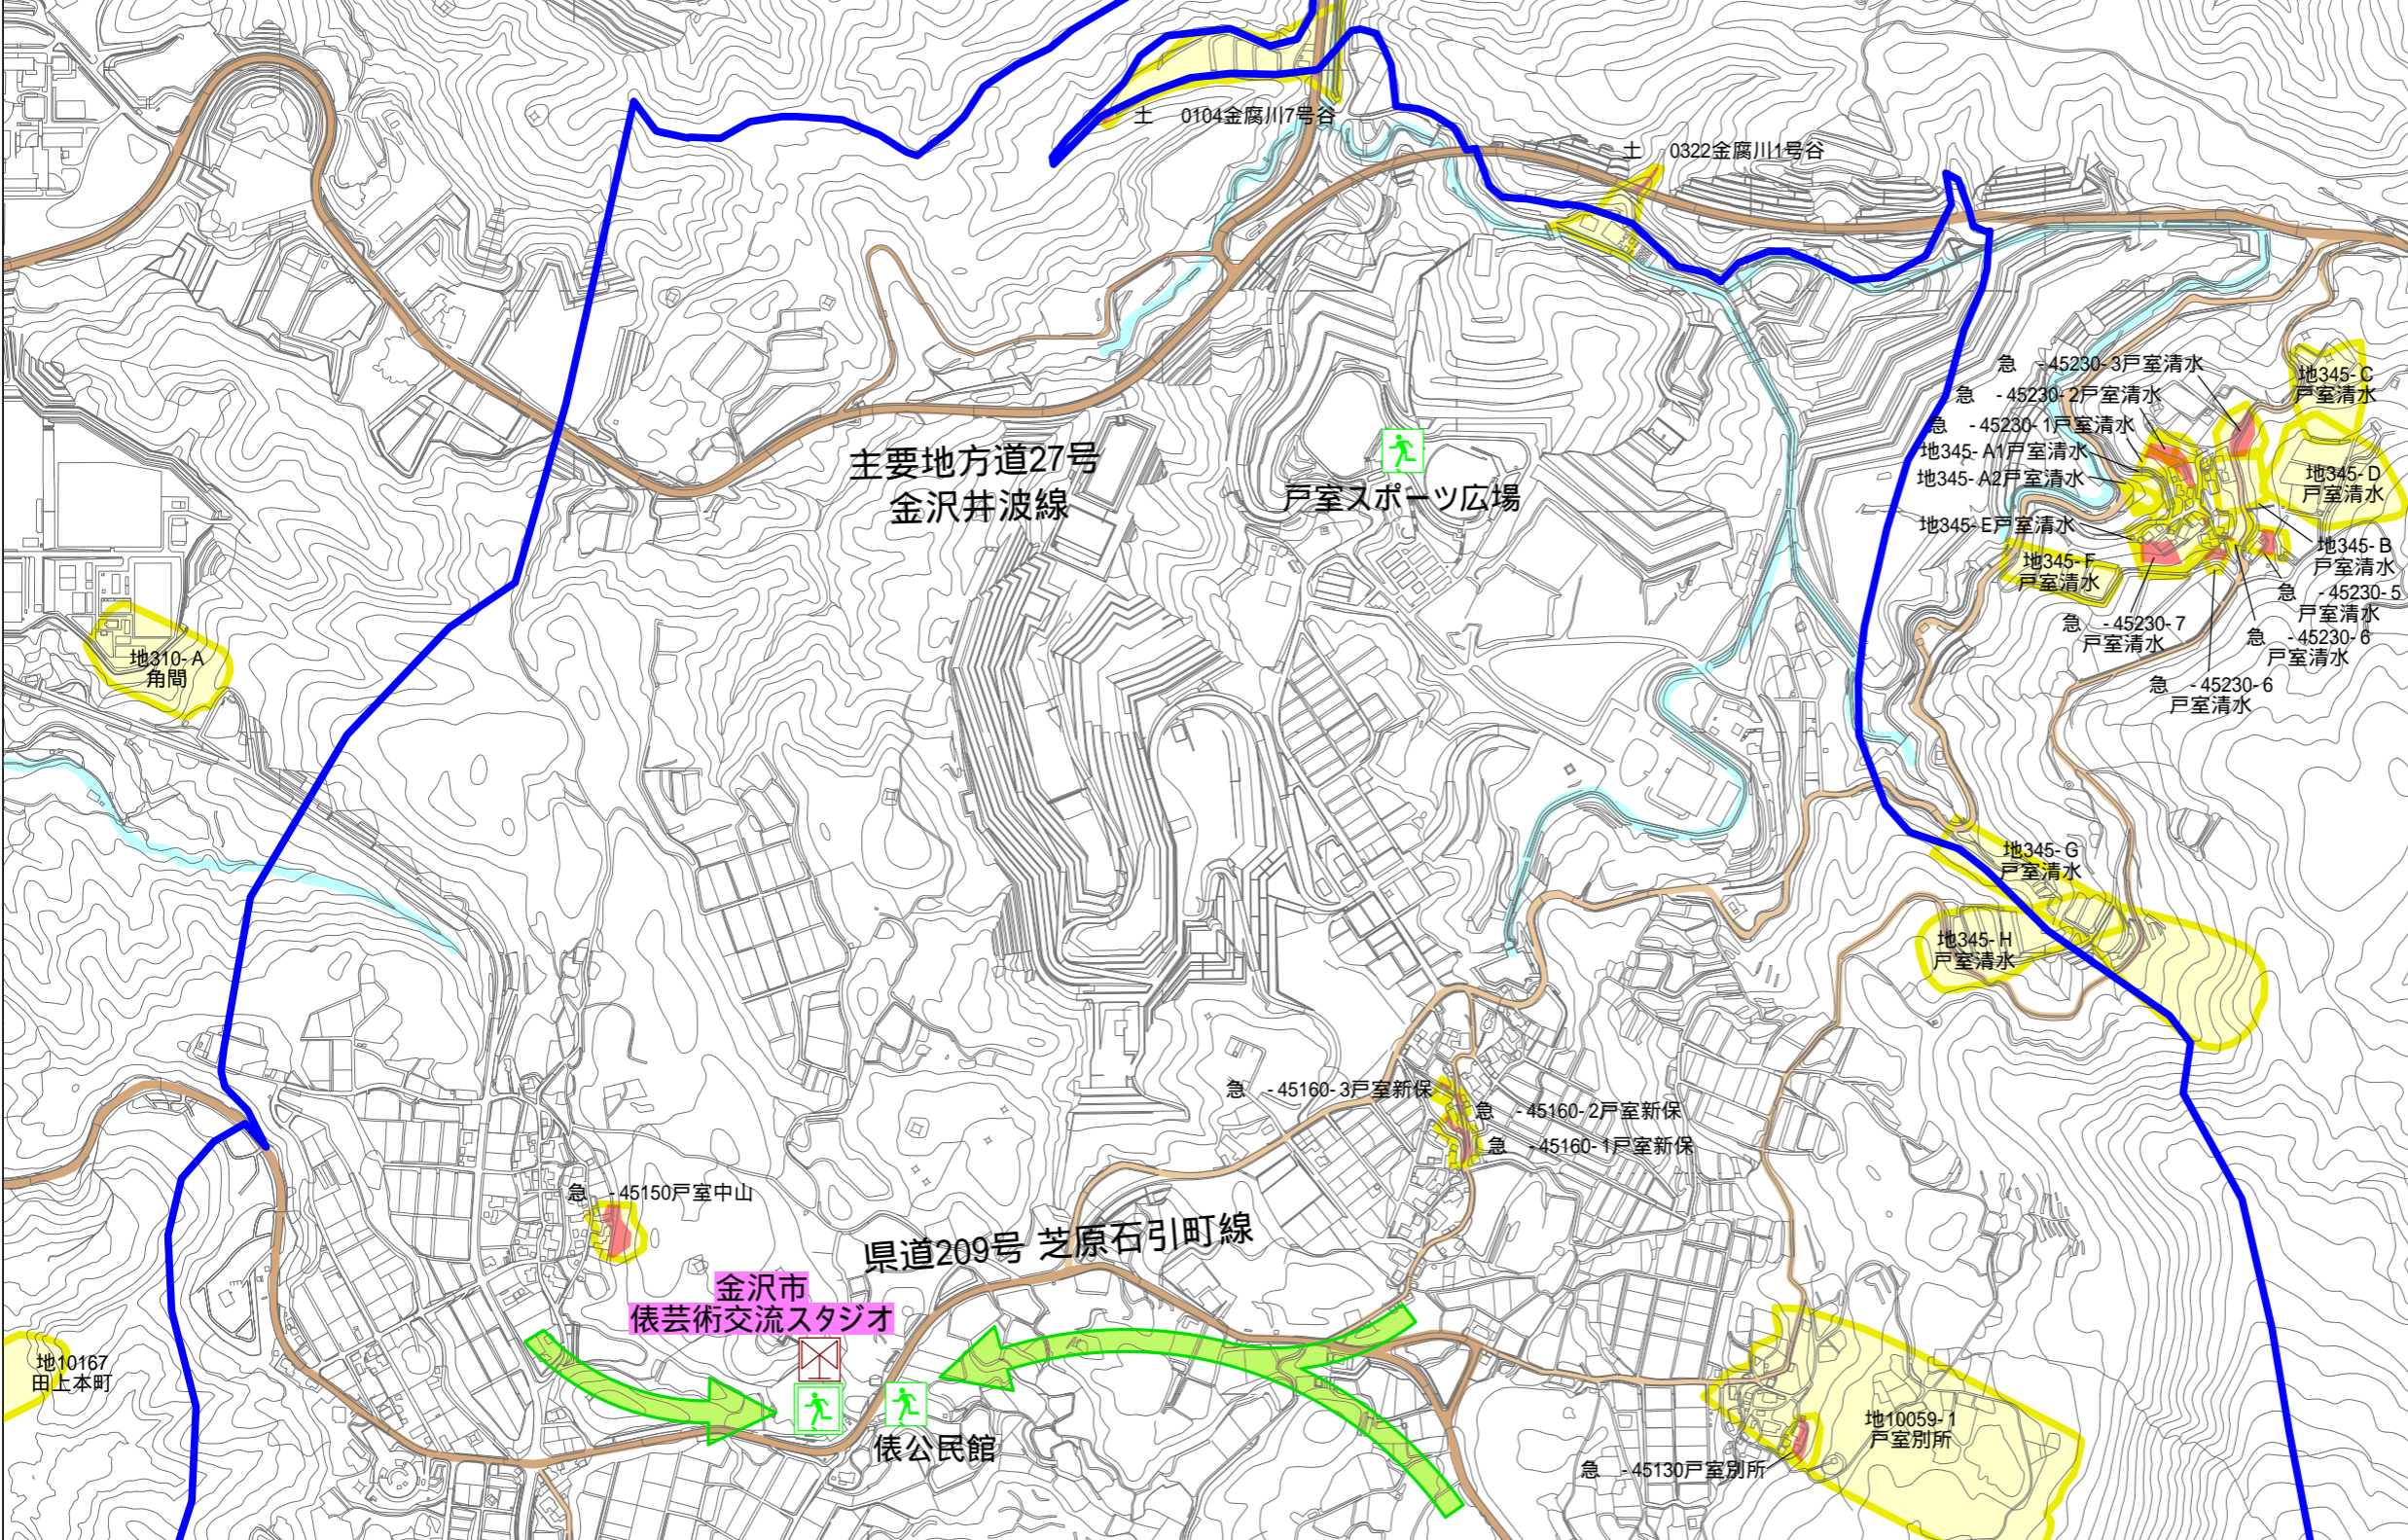 土 0104金腐川7号谷
土 0322金腐川1号谷
急 -45230-3戸室清水
地345-C
戸室清水
急 -45230-2戸室清水
急 -45230-1戸室清水
地345-A1戸室清水
地345-A2戸室清水
地345-D
戸室清水
主要地方道27号
金沢井波線
戸室スポーツ広場
地345-E戸室清水
地345-F
戸室清水
地345-B
戸室清水
急 -45230-5
戸室清水
急 -45230-7
戸室清水
急 -45230-6
戸室清水
急 -45230-6
戸室清水
地310-A
角間
地345-G
戸室清水
地345-H
戸室清水
急 -45160-3戸室新保
急 -45160-2戸室新保
急 -45160-1戸室新保
急 -45150戸室中山
県道209号 芝原石引町線
金沢市
俵芸術交流スタジオ
地10167
田上本町
俵公民館
地10059-1
戸室別所
急 -45130戸室別所